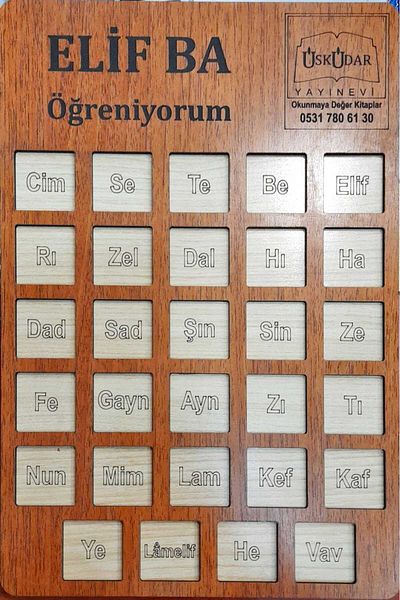 ELİF BA
Öğreniyorum
ÜSKÜDAR
YAYINEVİ
Okunmaya Değer Kitaplar
0531 780 61 30
Cim Se Te Be Elif
Rı Zel Dal Hı Ha
Dad Sad Şın Sin Ze
Fe Gayn Ayn Zı Tı
Nun Mim Lam Kef Kaf
Ye Lâmelif He Vav